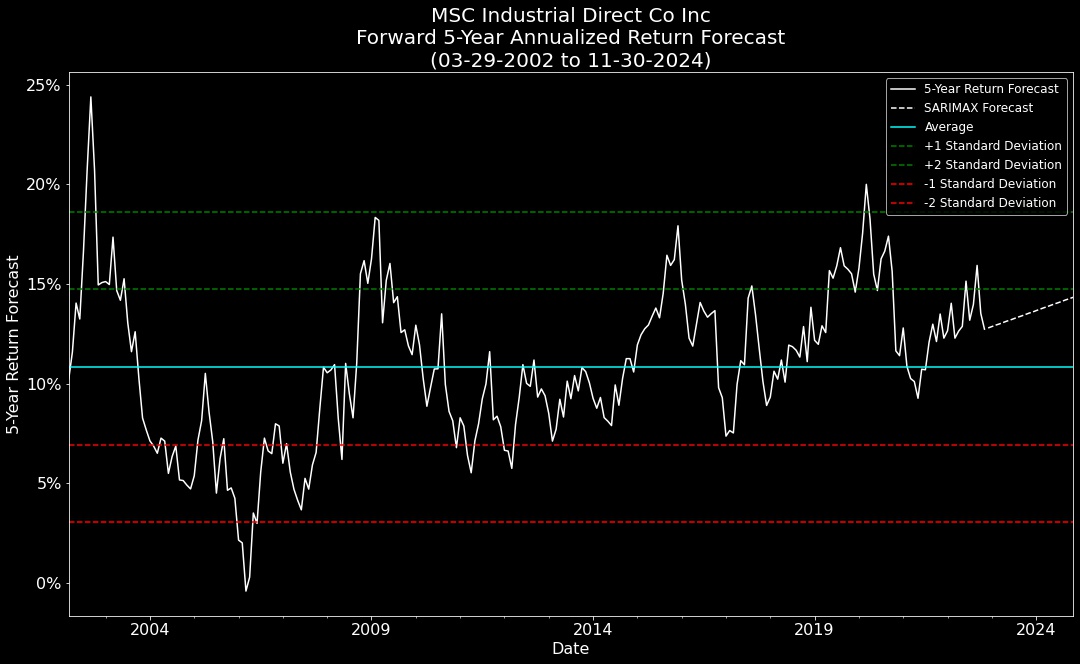 MSC Industrial Direct Co Inc
Forward 5-Year Annualized Return Forecast
(03-29-2002 to 11-30-2024)
5-Year Return Forecast
SARIMAX Forecast
Average
+1 Standard Deviation
+2 Standard Deviation
-1 Standard Deviation
-2 Standard Deviation
25%
20%
15%
10%
5%
0%
5-Year Return Forecast
2004
2009
2014
2019
2024
Date